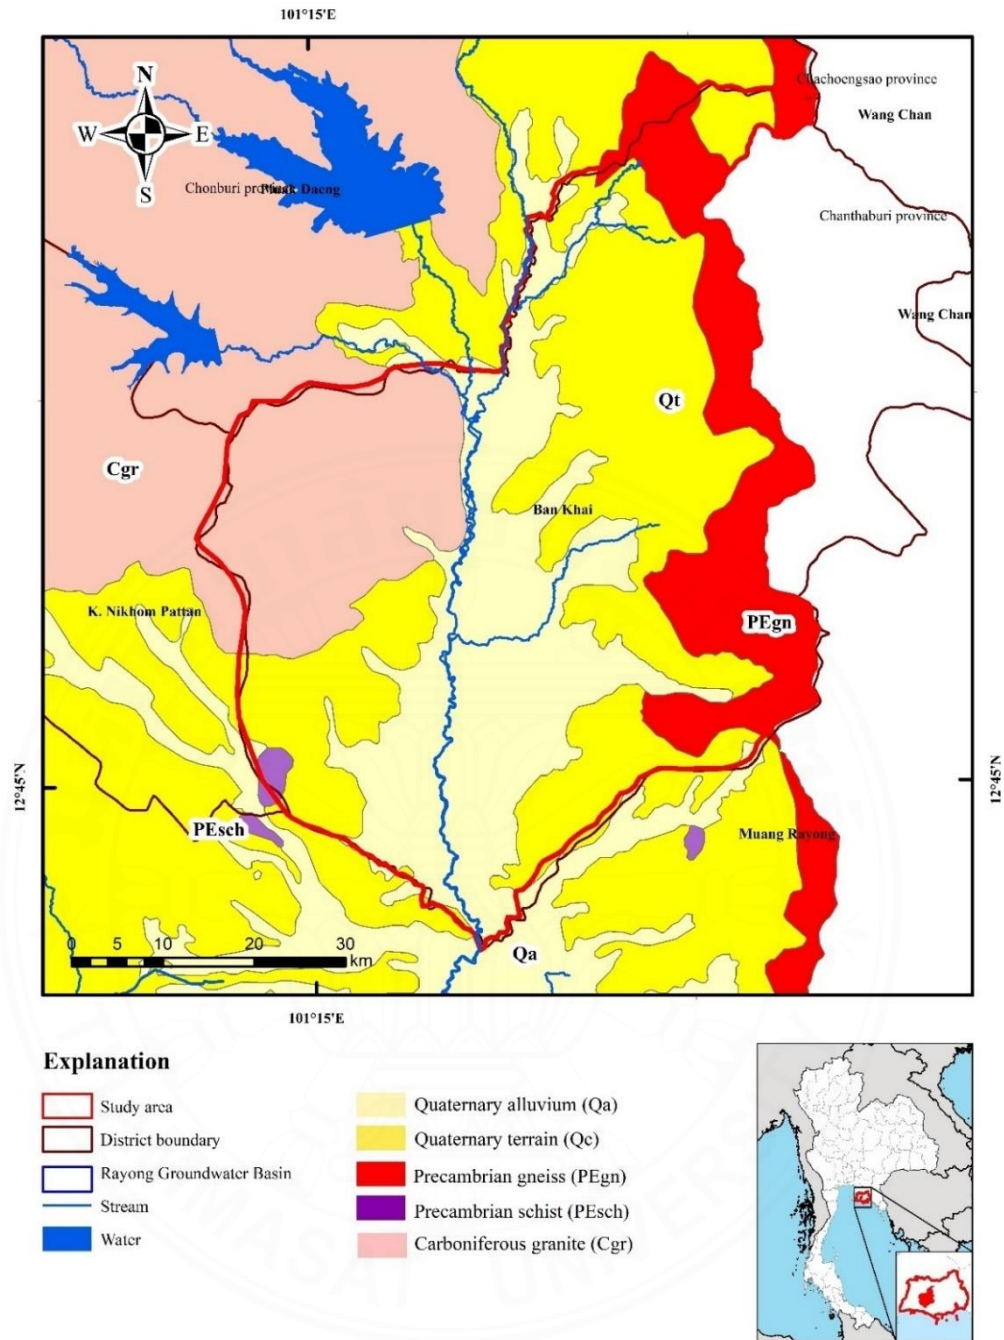 101°15'E
N
W E
S
Chachoengsao province
Wang Chan
Chonburi province
Pluak Daeng
Chanthaburi province
Wang Chan
Qt
Cgr
Ban Khai
K. Nikhom Pattan
PEgn
12°45'N
12°45'N
PEsch
Muang Rayong
Qa
0 5 10 20 30
km
101°15'E
Explanation
Study area
District boundary
Rayong Groundwater Basin
Stream
Water
Quaternary alluvium (Qa)
Quaternary terrain (Qc)
Precambrian gneiss (PEgn)
Precambrian schist (PEsch)
Carboniferous granite (Cgr)